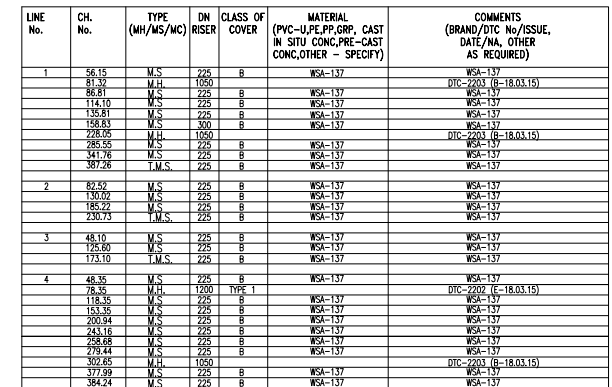 LINE No. CH. No. TYPE (MH/MS/MC) DN RISER CLASS OF COVER MATERIAL (PVC-U,PE,PP,GRP, CAST IN SITU CONC,PRE-CAST CONC,OTHER - SPECIFY) COMMENTS (BRAND/DTC No/ISSUE, DATE/NA, OTHER AS REQUIRED)
1 56.15 M.S 225 B WSA-137 WSA-137
81.32 M.H. 1050 DTC-2203 (B-18.03.15)
86.81 M.S 225 B WSA-137 WSA-137
114.10 M.S 225 B WSA-137 WSA-137
135.81 M.S 225 B WSA-137 WSA-137
158.83 M.S 300 B WSA-137 WSA-137
228.05 M.H. 1050 DTC-2203 (B-18.03.15)
285.55 M.S 225 B WSA-137 WSA-137
341.76 M.S 225 B WSA-137 WSA-137
387.26 T.M.S. 225 B WSA-137 WSA-137
2 82.52 M.S 225 B WSA-137 WSA-137
130.02 M.S 225 B WSA-137 WSA-137
185.22 M.S 225 B WSA-137 WSA-137
230.73 T.M.S. 225 B WSA-137 WSA-137
3 48.10 M.S 225 B WSA-137 WSA-137
125.60 M.S 225 B WSA-137 WSA-137
173.10 T.M.S. 225 B WSA-137 WSA-137
4 48.35 M.S 225 B WSA-137 WSA-137
78.35 M.H. 1200 TYPE 1 DTC-2202 (E-18.03.15)
118.35 M.S 225 B WSA-137 WSA-137
153.35 M.S 225 B WSA-137 WSA-137
200.94 M.S 225 B WSA-137 WSA-137
243.16 M.S 225 B WSA-137 WSA-137
258.68 M.S 225 B WSA-137 WSA-137
279.44 M.S 225 B WSA-137 WSA-137
302.65 M.H. 1050 DTC-2203 (B-18.03.15)
377.99 M.S 225 B WSA-137 WSA-137
384.24 M.S 225 B WSA-137 WSA-137